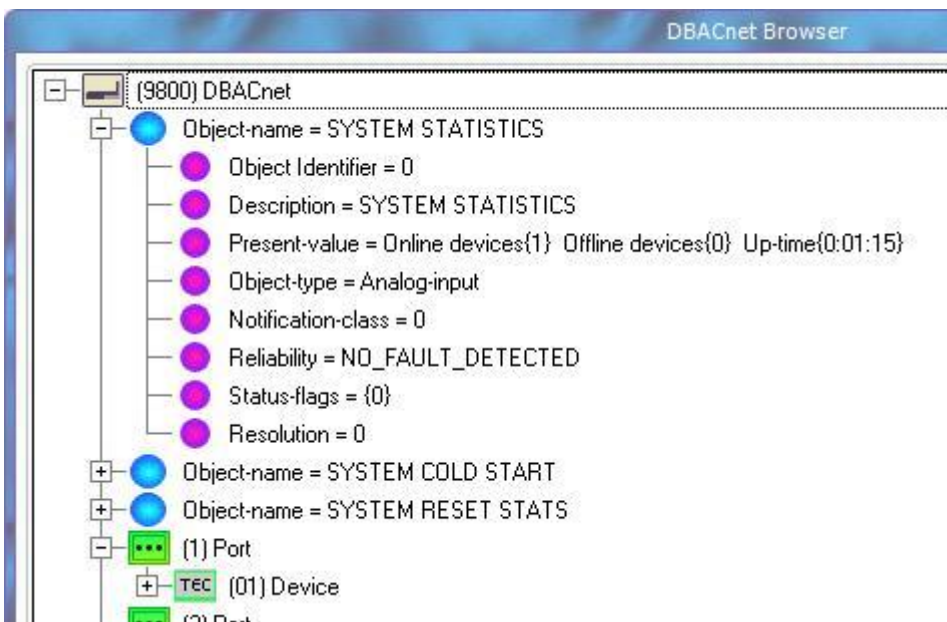 DBACnet Browser
(9800) DBACnet
Object-name = SYSTEM STATISTICS
Object Identifier = 0
Description = SYSTEM STATISTICS
Present-value = Online devices{1}  Offline devices{0}  Up-time{0:01:15}
Object-type = Analog-input
Notification-class = 0
Reliability = NO_FAULT_DETECTED
Status-flags = {0}
Resolution = 0
Object-name = SYSTEM COLD START
Object-name = SYSTEM RESET STATS
(1) Port
TEC (01) Device
(2) Port